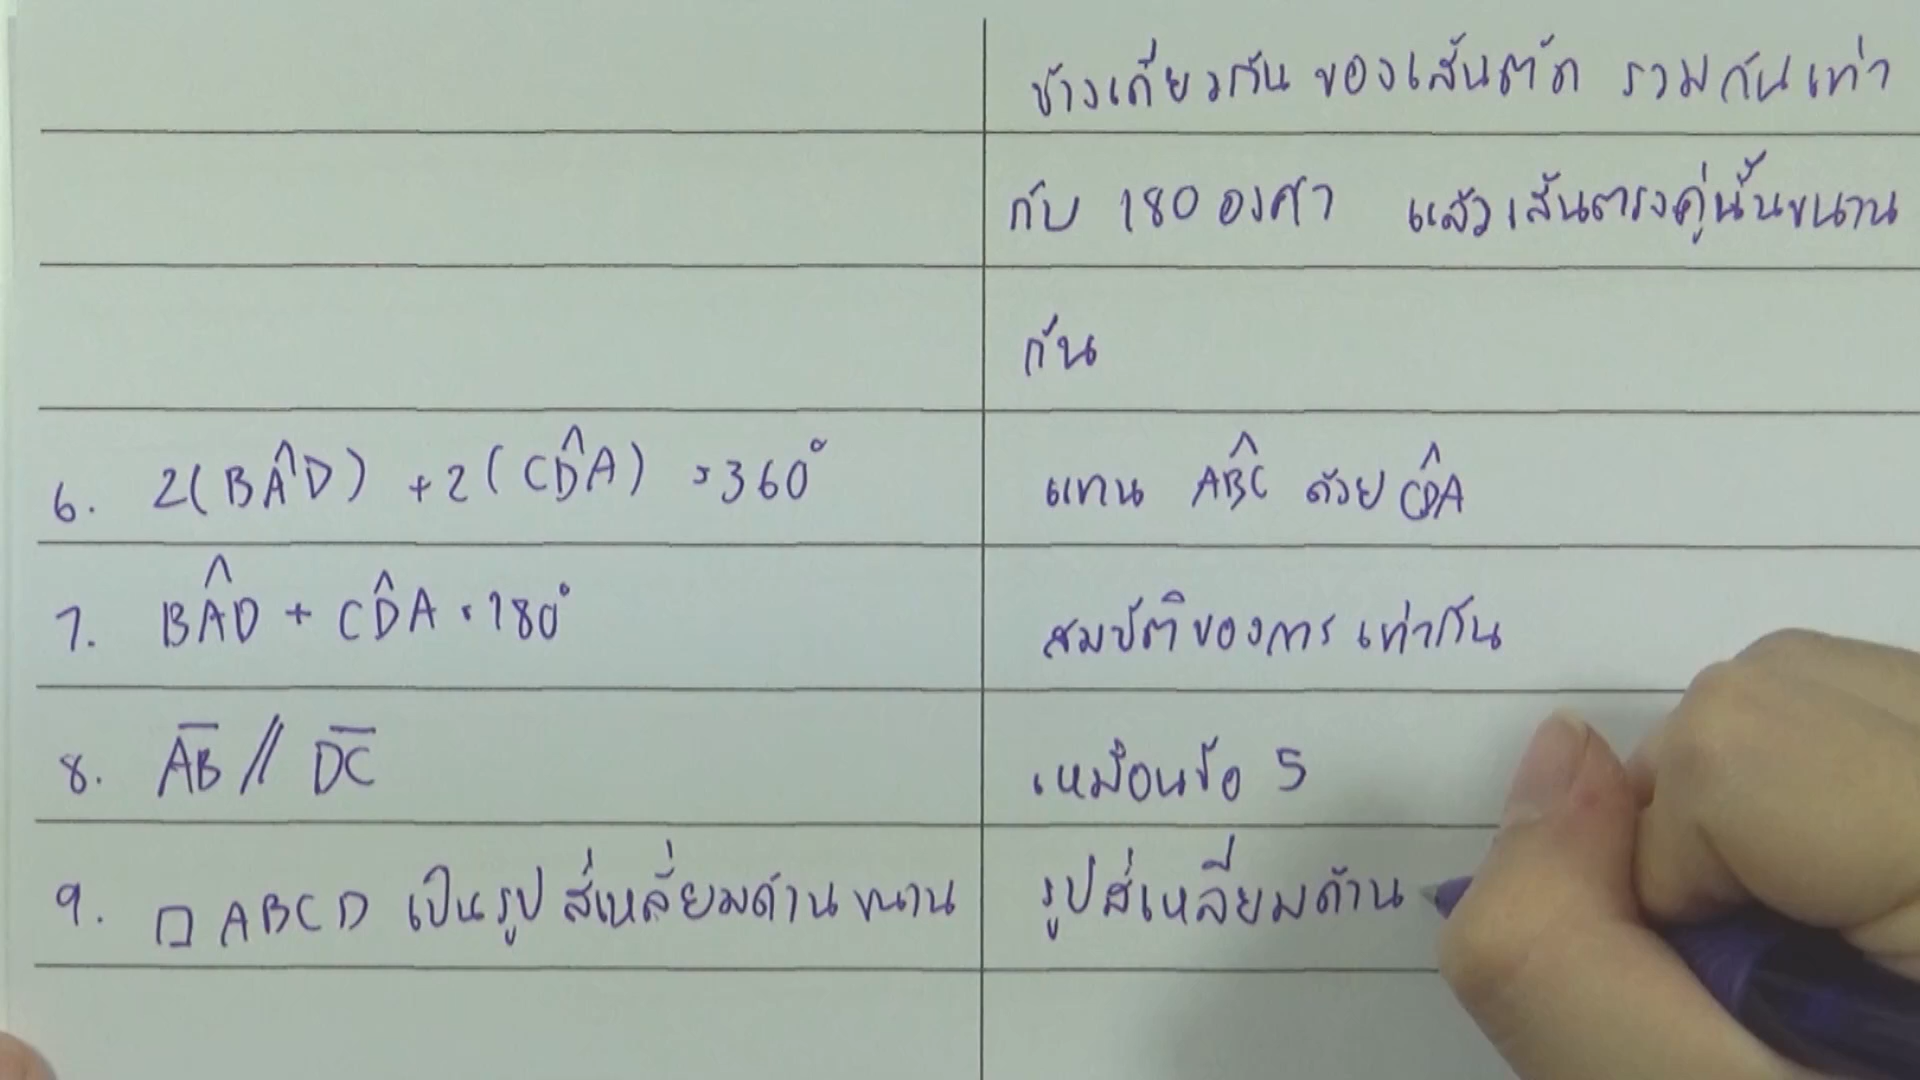 ข้างเดียวกันของเส้นตัด รวมกันเท่า
กับ 180 องศา แล้วเส้นตรงคู่นั้นขนาน
กัน
6. 2(BÂD) + 2(CD̂A) = 360° แทน AB̂C ด้วย CD̂A
7. BÂD + CD̂A = 180° สมบัติของการเท่ากัน
8. A̅B̅ // D̅C̅ เหมือนข้อ 5
9. □ ABCD เป็นรูปสี่เหลี่ยมด้านขนาน รูปสี่เหลี่ยมด้าน